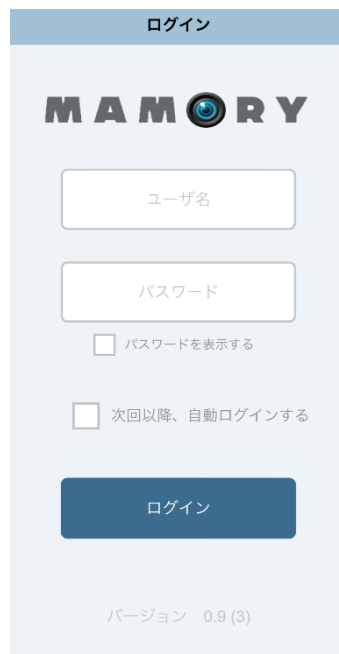 ログイン
MAMORY
ユーザ名
パスワード
パスワードを表示する
次回以降、自動ログインする
ログイン
バージョン 0.9 (3)